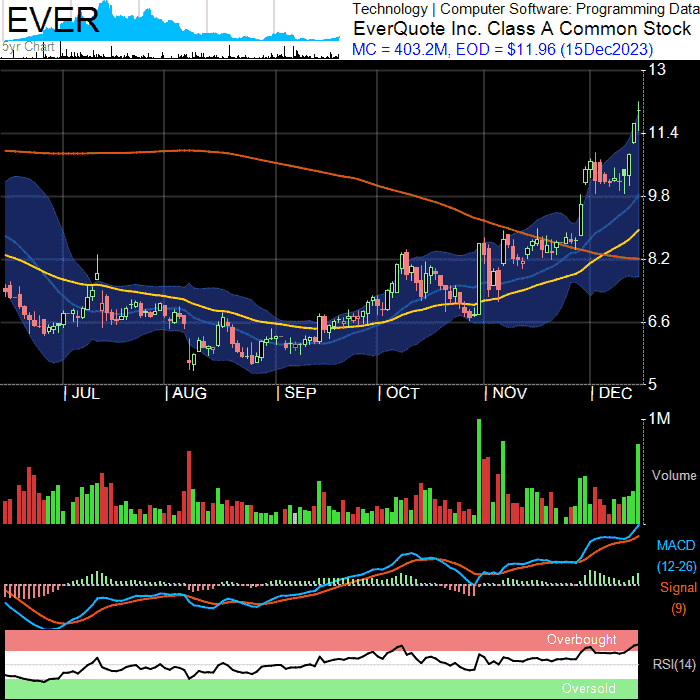 EVER
5yr Chart
Technology | Computer Software: Programming Data
EverQuote Inc. Class A Common Stock
MC = 403.2M, EOD = $11.96 (15Dec2023)
13
11.4
9.8
8.2
6.6
5
| JUL | AUG | SEP | OCT | NOV | DEC
1M
Volume
MACD
(12-26)
Signal
(9)
Overbought
RSI(14)
Oversold